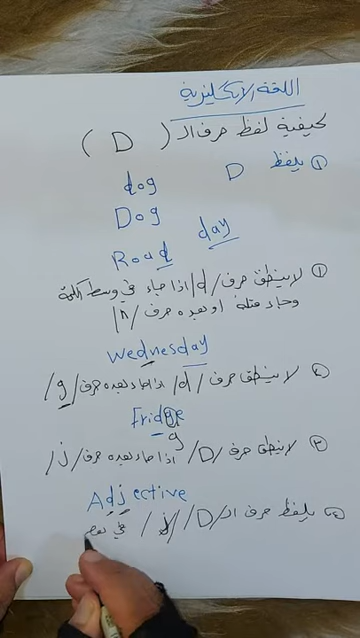 اللغة الانگليزية
كيفية لفظ حرف الـ ( D )
① يلفظ D
dog
Dog
day
Road
① لا ينطق حرف /d/ اذا جاء في وسط الكلمة
وجاء قبله او بعده حرف /n/
Wednesday
② لا ينطق حرف /d/ اذا جاء بعده حرف /g/
Fridge
g
③ لا ينطق حرف /D/ اذا جاء بعده حرف /j/
Adjective
يلفظ حرف الـ /D/ /j/ في بعض